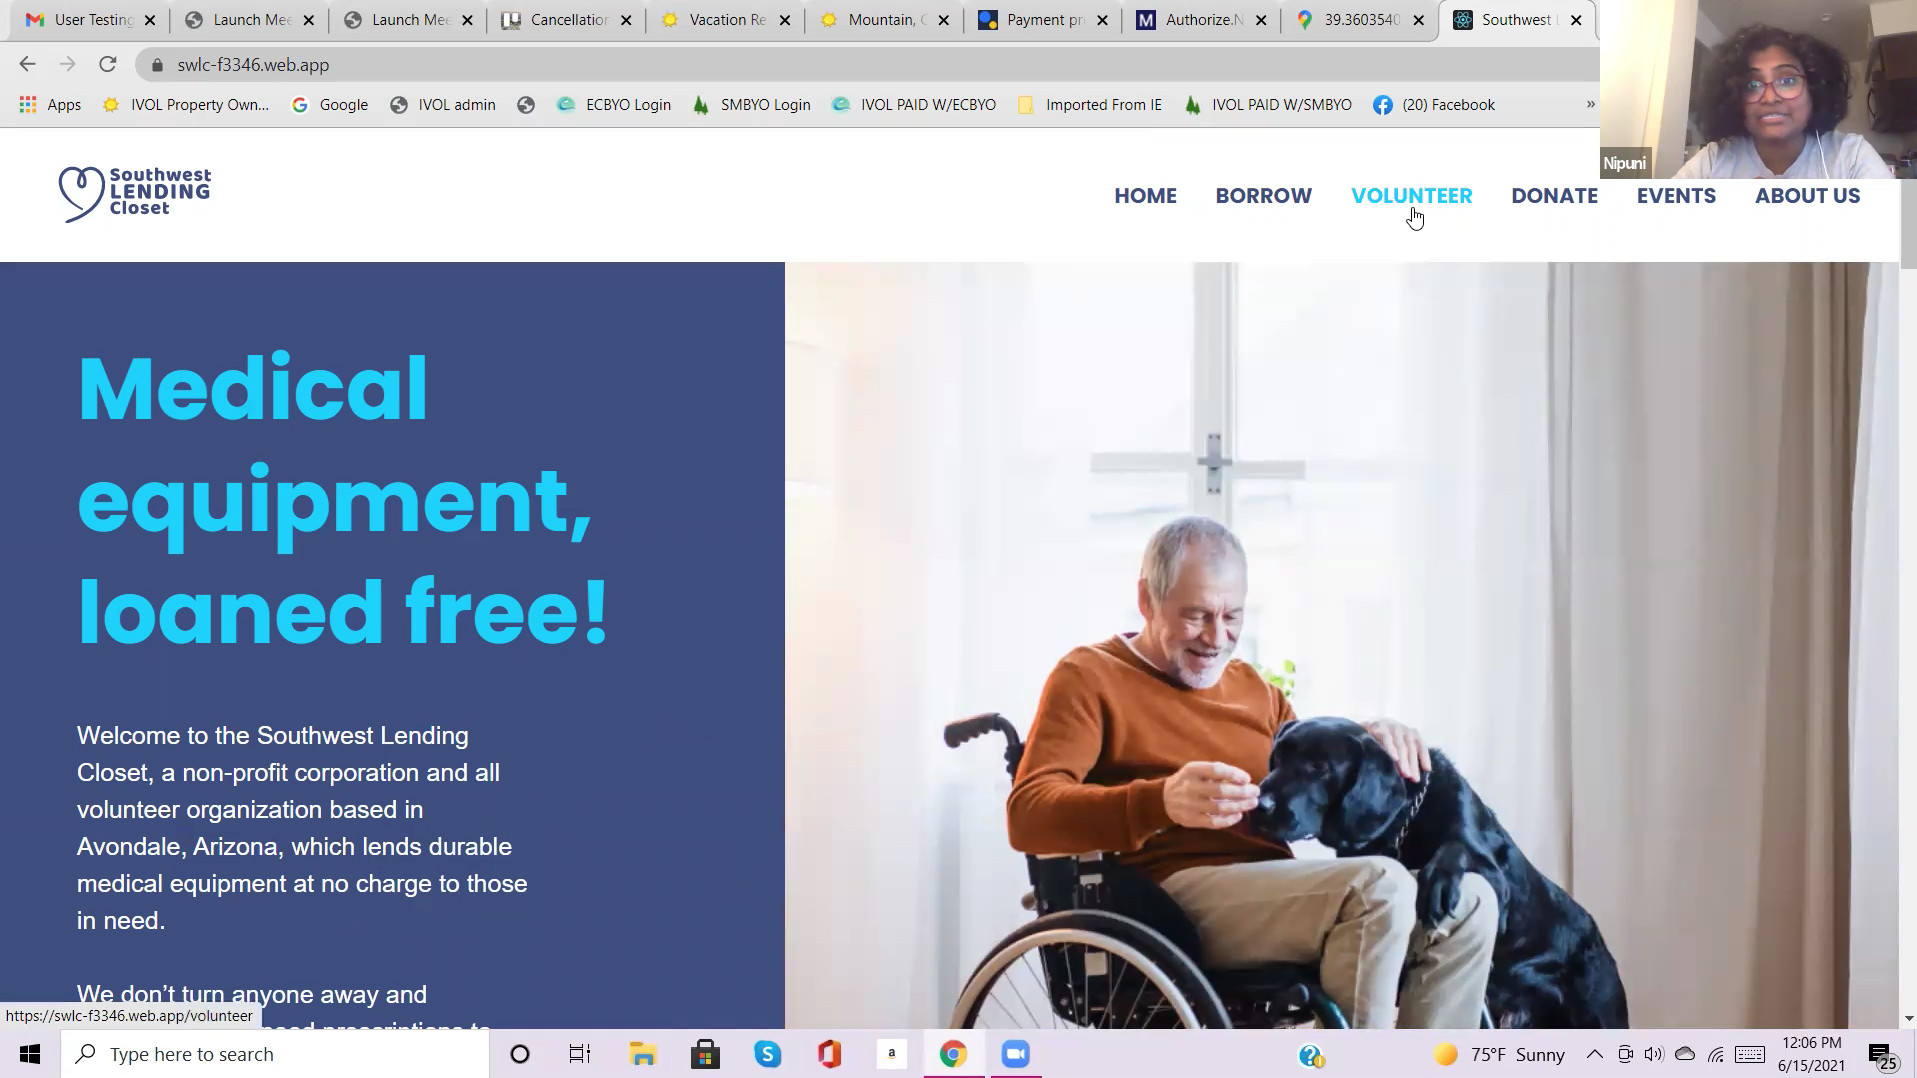 User Testing
Launch Mee
Launch Mee
Cancellation
Vacation Re
Mountain, C
Payment pr
Authorize.N
39.3603540
Southwest L
swlc-f3346.web.app
Apps
IVOL Property Own...
Google
IVOL admin
ECBYO Login
SMBYO Login
IVOL PAID W/ECBYO
Imported From IE
IVOL PAID W/SMBYO
(20) Facebook
»
Nipuni
Southwest
LENDING
Closet
HOME
BORROW
VOLUNTEER
DONATE
EVENTS
ABOUT US
Medical
equipment,
loaned free!
Welcome to the Southwest Lending
Closet, a non-profit corporation and all
volunteer organization based in
Avondale, Arizona, which lends durable
medical equipment at no charge to those
in need.
We don’t turn anyone away and
need prescriptions to
https://swlc-f3346.web.app/volunteer
Type here to search
75°F Sunny
12:06 PM
6/15/2021
25